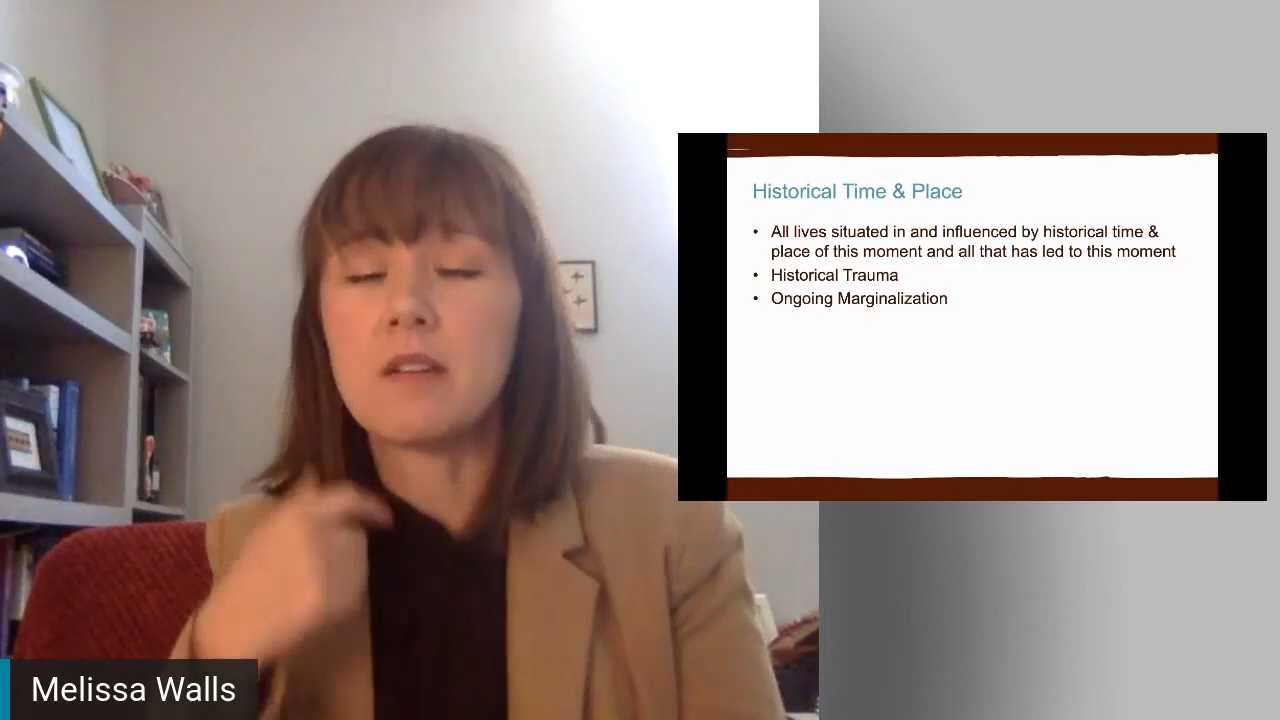 Historical Time & Place
• All lives situated in and influenced by historical time &
place of this moment and all that has led to this moment
• Historical Trauma
• Ongoing Marginalization
Melissa Walls